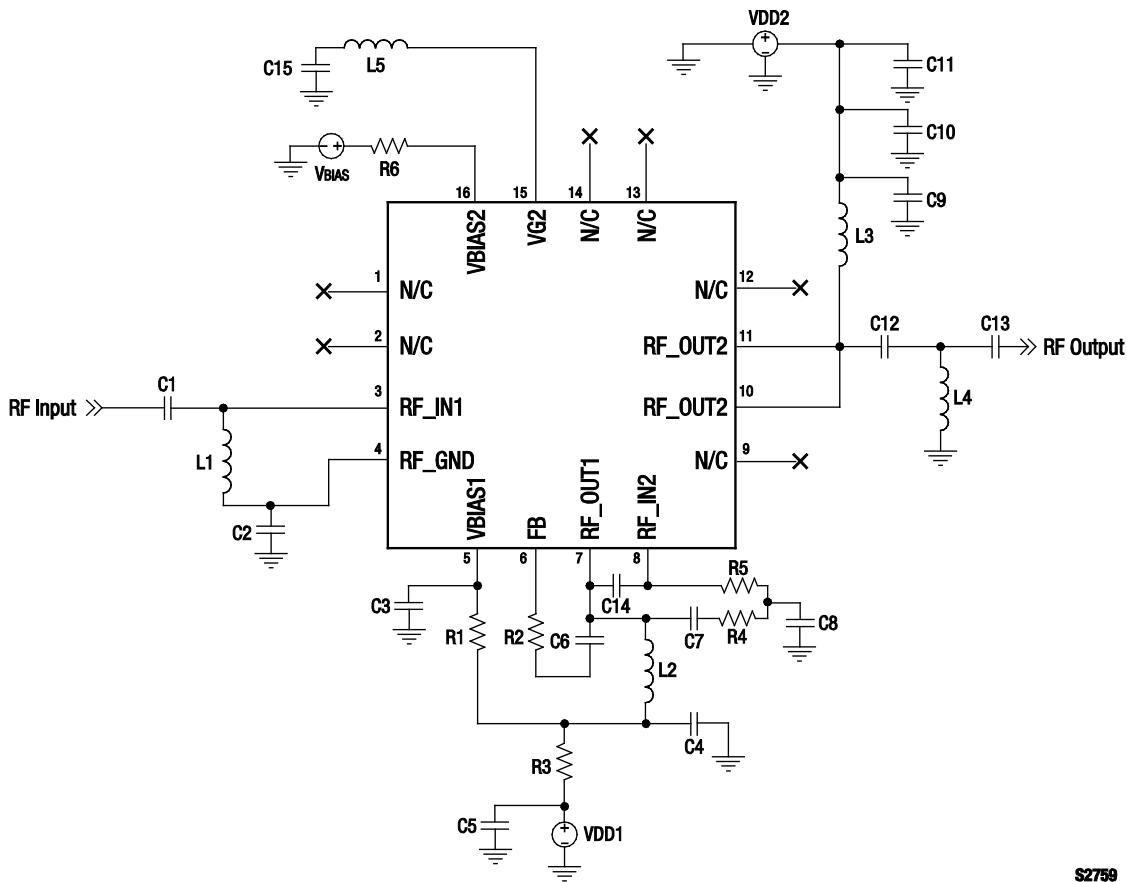 VDD2
C15
L5
C11
C10
VBIAS
R6
C9
16
15
14
13
VBIAS2
VG2
N/C
N/C
L3
1
N/C
N/C
12
2
N/C
RF_OUT2
11
C12
C13
RF Output
RF Input
C1
3
RF_IN1
RF_OUT2
10
L4
L1
4
RF_GND
N/C
9
C2
VBIAS1
FB
RF_OUT1
RF_IN2
5
6
7
8
C3
R1
R2
C6
C14
R5
C7
R4
C8
L2
C4
R3
C5
VDD1
S2759